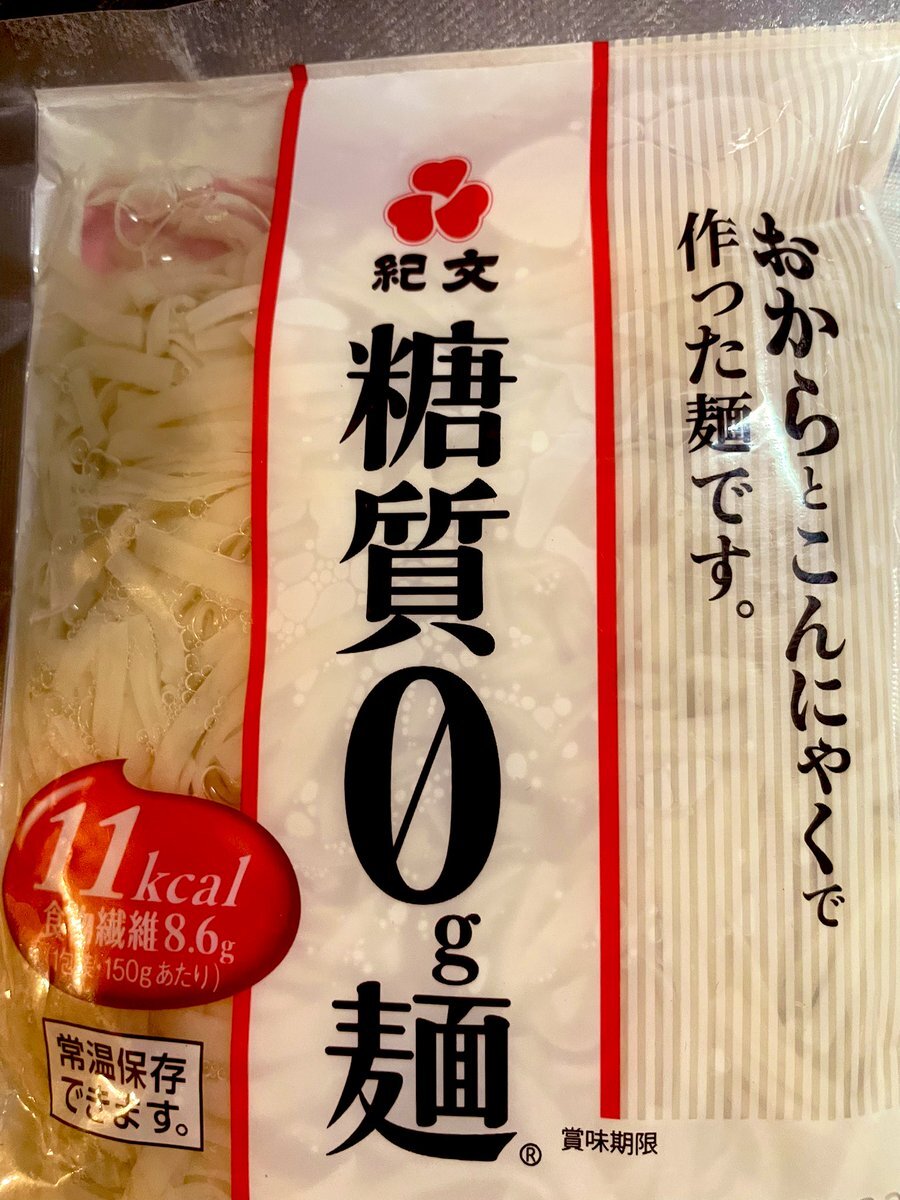 おからとこんにゃくで
作った麺です。
紀文
糖質0g麺®
11kcal
食物繊維8.6g
150gあたり)
常温保存
できます。
賞味期限